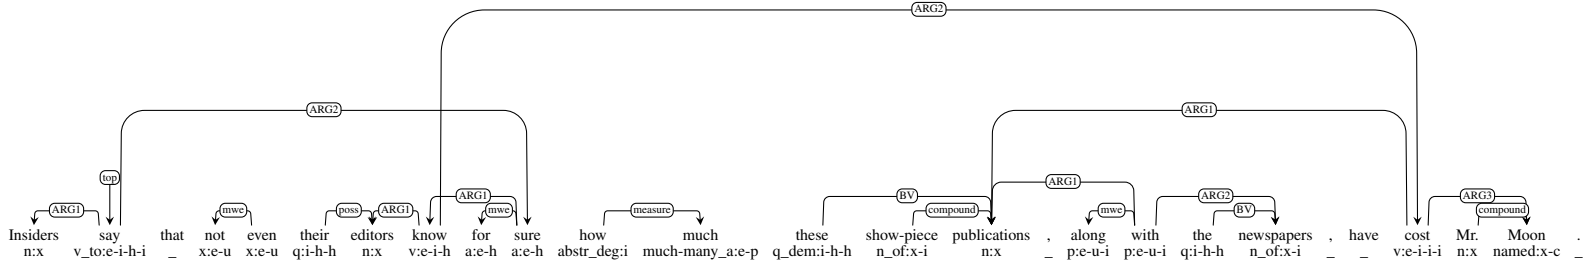 ARG2
ARG2 ARG1
top
ARG1 mwe poss ARG1 ARG1 mwe measure BV compound ARG1 mwe ARG2 BV ARG3 compound
Insiders say that not even their editors know for sure how much these show-piece publications , along with the newspapers , have cost Mr. Moon .
n:x v_to:e-i-h-i _ x:e-u x:e-u q:i-h-h n:x v:e-i-h a:e-h a:e-h abstr_deg:i much-many_a:e-p q_dem:i-h-h n_of:x-i n:x _ p:e-u-i p:e-u-i q:i-h-h n_of:x-i _ _ v:e-i-i-i n:x named:x-c _